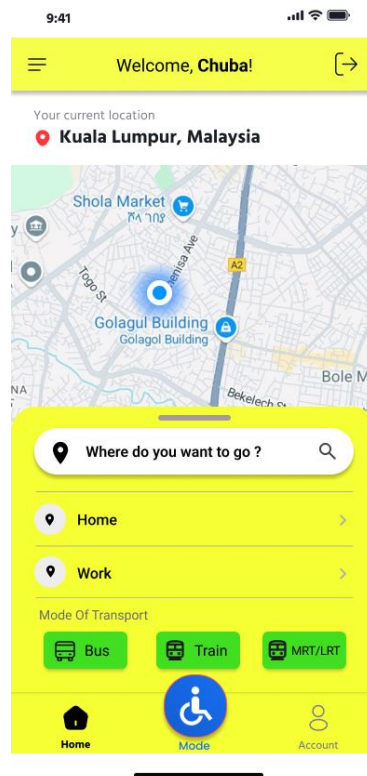 9:41
Welcome, Chuba!
Your current location
Kuala Lumpur, Malaysia
Shola Market
ሾላ ገበያ
Togo St
A2
Golagul Building
Golagol Building
Bole M
NA
Where do you want to go ?
Home
Work
Mode Of Transport
Bus
Train
MRT/LRT
Home
Mode
Account